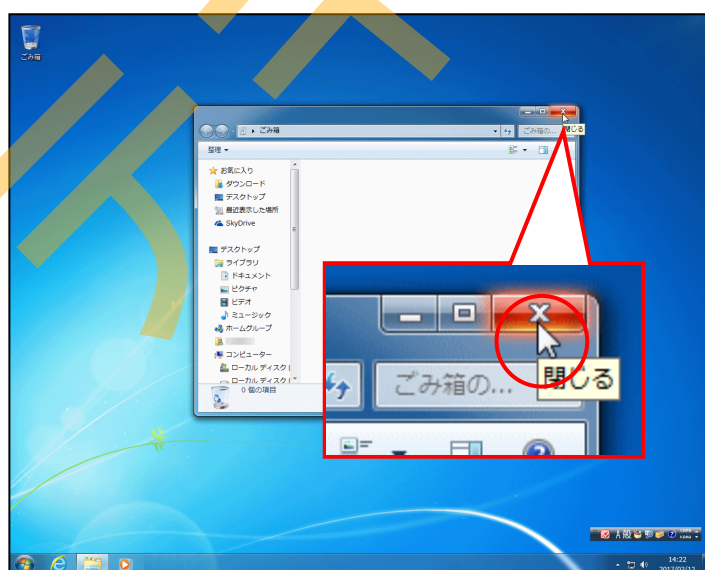 ごみ箱
ごみ箱
ごみ箱の...
閉じる
整理
お気に入り
ダウンロード
デスクトップ
最近表示した場所
SkyDrive
デスクトップ
ライブラリ
ドキュメント
ピクチャ
ビデオ
ミュージック
ホームグループ
コンピューター
ローカル ディスク (
ローカル ディスク (
0 個の項目
ごみ箱の...
閉じる
A 般
CAPS
KANA
14:22
2017/02/12